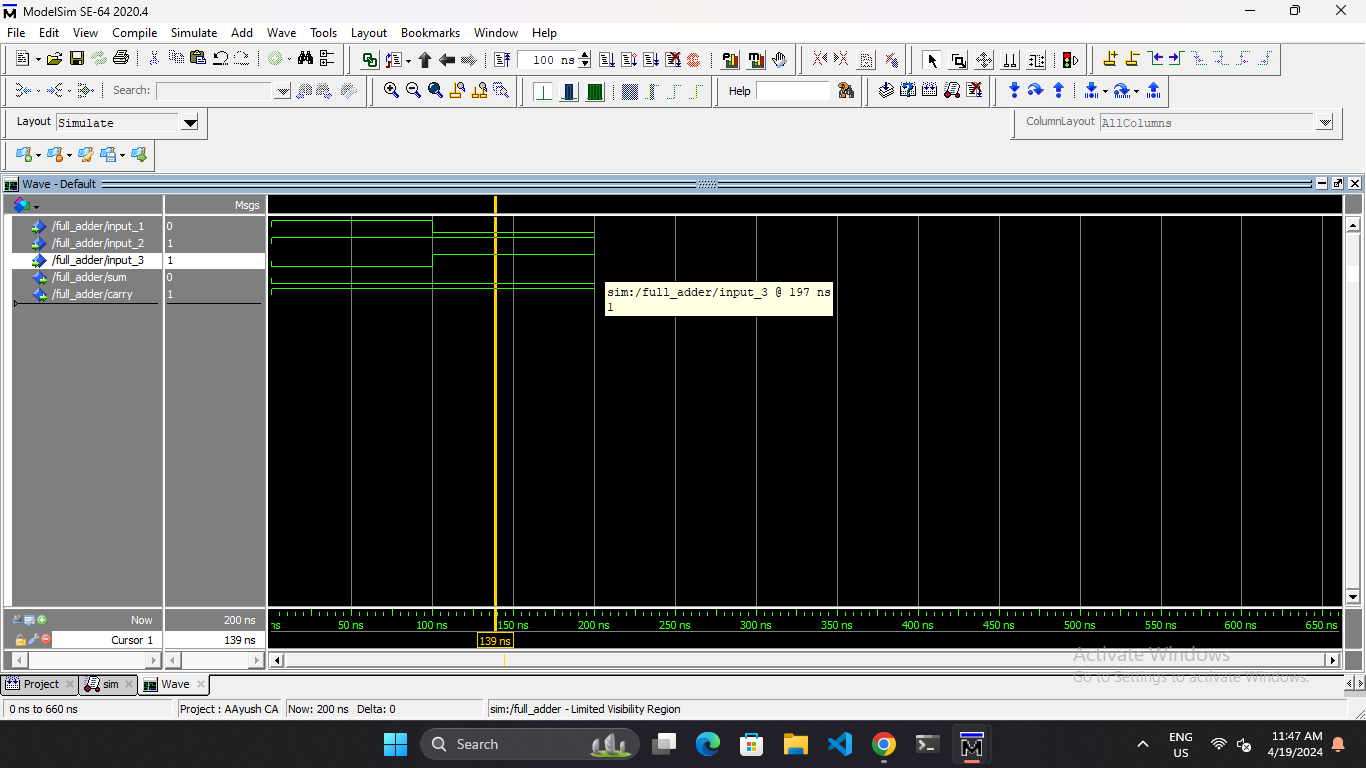 ModelSim SE-64 2020.4
File Edit View Compile Simulate Add Wave Tools Layout Bookmarks Window Help
100 ns
Search:
Help
Layout Simulate
ColumnLayout AllColumns
Wave - Default
Msgs
/full_adder/input_1 0
/full_adder/input_2 1
/full_adder/input_3 1
/full_adder/sum 0
/full_adder/carry 1
sim:/full_adder/input_3 @ 197 ns
1
Now 200 ns
ns 50 ns 100 ns 150 ns 200 ns 250 ns 300 ns 350 ns 400 ns 450 ns 500 ns 550 ns 600 ns 650 ns
Cursor 1 139 ns
139 ns
Activate Windows
Go to Settings to activate Windows.
Project sim Wave
0 ns to 660 ns Project : AAyush CA Now: 200 ns Delta: 0 sim:/full_adder - Limited Visibility Region
Search
ENG
US
11:47 AM
4/19/2024